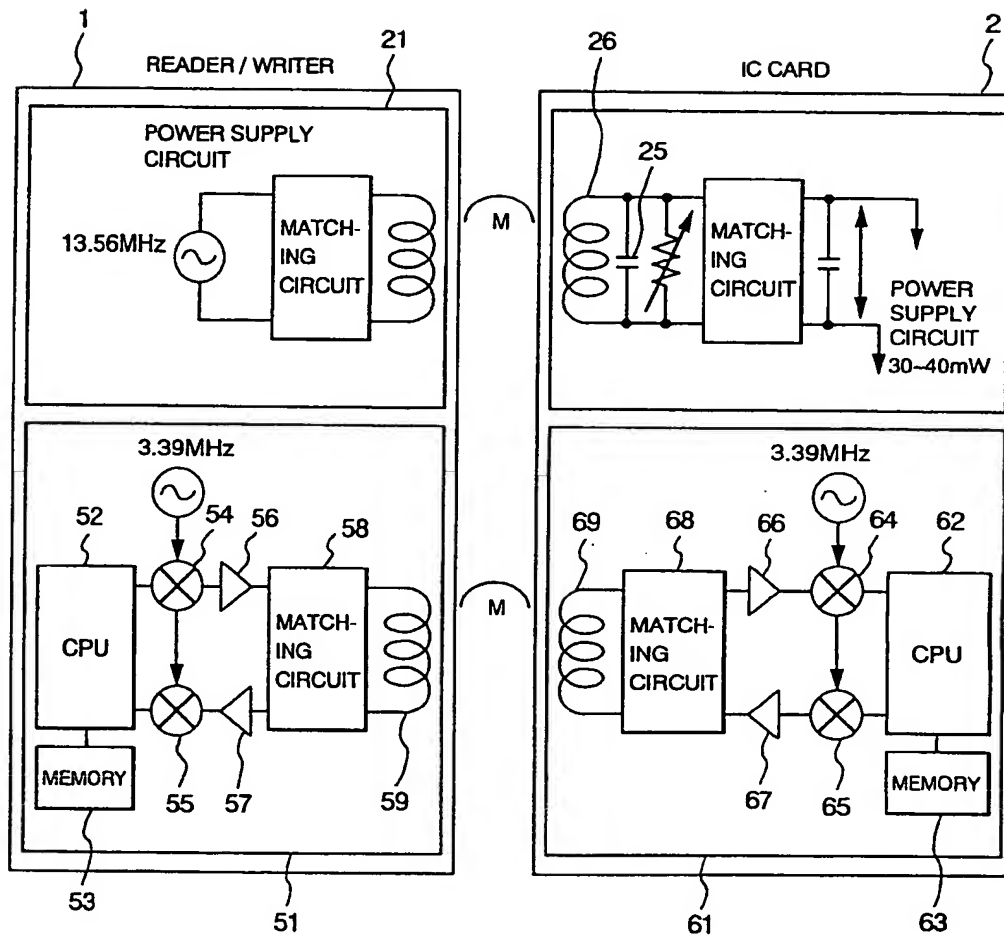 1
21
READER / WRITER
POWER SUPPLY
CIRCUIT
13.56MHz
MATCH-
ING
CIRCUIT
M
2
26
IC CARD
25
MATCH-
ING
CIRCUIT
POWER
SUPPLY
CIRCUIT
30~40mW
3.39MHz
52
54
56
58
CPU
MATCH-
ING
CIRCUIT
MEMORY
55
57
59
53
51
M
3.39MHz
69
68
66
64
62
MATCH-
ING
CIRCUIT
CPU
67
65
MEMORY
61
63